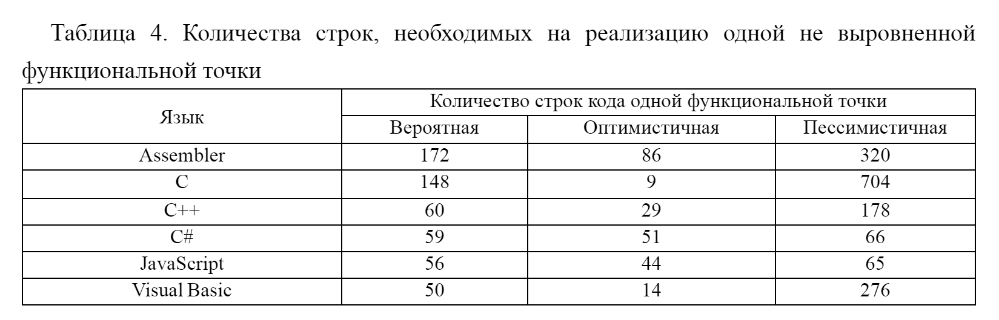 Таблица 4. Количества строк, необходимых на реализацию одной не выровненной
функциональной точки
Язык
Количество строк кода одной функциональной точки
Вероятная Оптимистичная Пессимистичная
Assembler 172 86 320
C 148 9 704
C++ 60 29 178
C# 59 51 66
JavaScript 56 44 65
Visual Basic 50 14 276